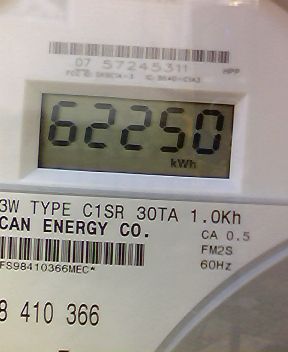 07 57245311 HPP
62250
kWh
3W TYPE C1SR 30TA 1.0Kh
CAN ENERGY CO. CA 0.5
FM2S
FS98410366MEC* 60Hz
8 410 366